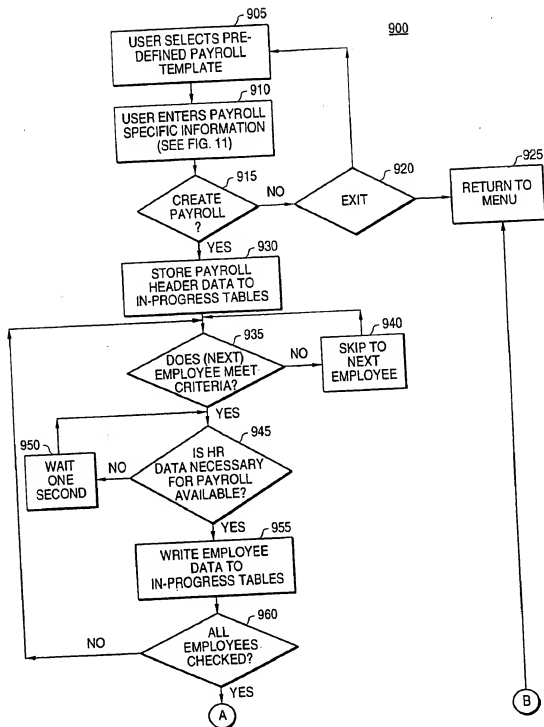 900
905
USER SELECTS PRE-
DEFINED PAYROLL
TEMPLATE
910
USER ENTERS PAYROLL
SPECIFIC INFORMATION
(SEE FIG. 11)
915
CREATE
PAYROLL
?
NO
YES
920
EXIT
925
RETURN TO
MENU
930
STORE PAYROLL
HEADER DATA TO
IN-PROGRESS TABLES
935
DOES (NEXT)
EMPLOYEE MEET
CRITERIA?
NO
YES
940
SKIP TO
NEXT
EMPLOYEE
945
IS HR
DATA NECESSARY
FOR PAYROLL
AVAILABLE?
NO
YES
950
WAIT
ONE
SECOND
955
WRITE EMPLOYEE
DATA TO
IN-PROGRESS TABLES
960
ALL
EMPLOYEES
CHECKED?
NO
YES
A
B